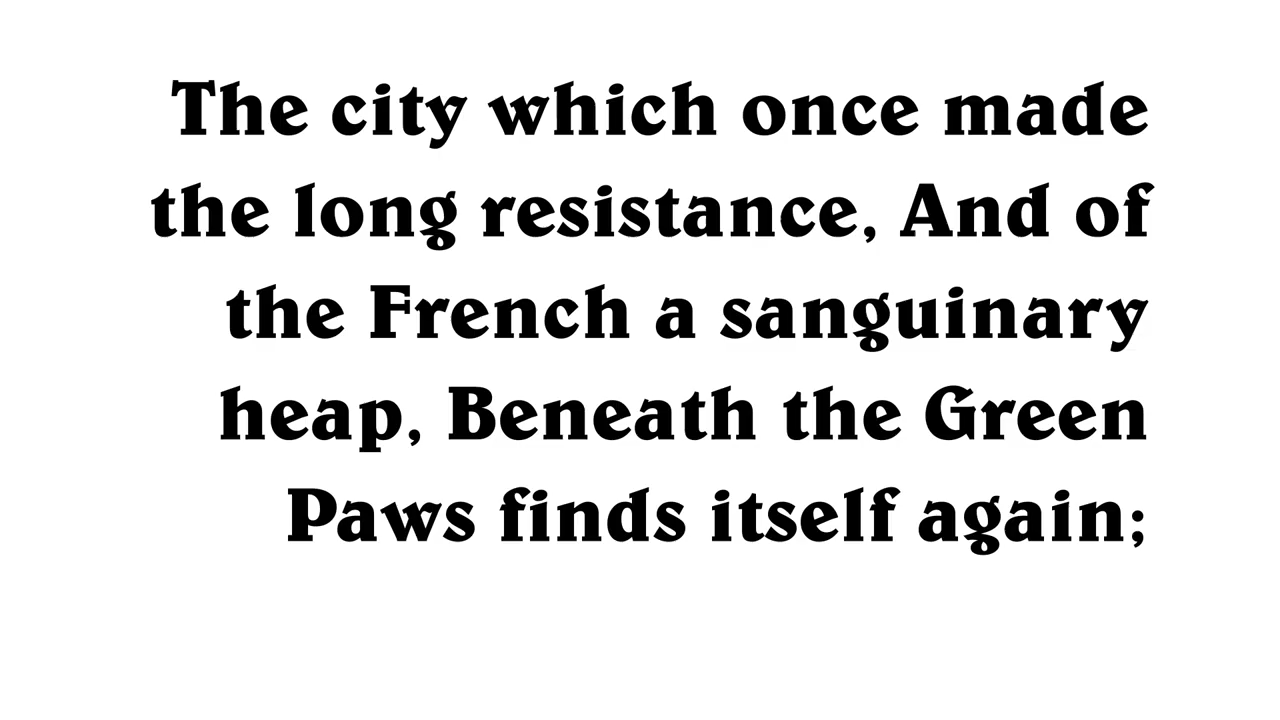 The city which once made
the long resistance, And of
the French a sanguinary
heap, Beneath the Green
Paws finds itself again;